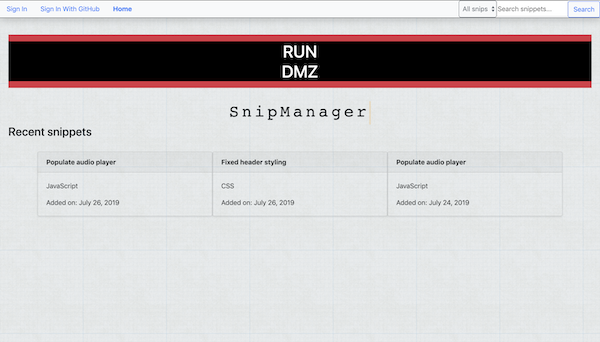 Sign In Sign In With GitHub Home All snips Search snippets... Search
RUN
DMZ
SnipManager
Recent snippets
Populate audio player Fixed header styling Populate audio player
JavaScript CSS JavaScript
Added on: July 26, 2019 Added on: July 26, 2019 Added on: July 24, 2019